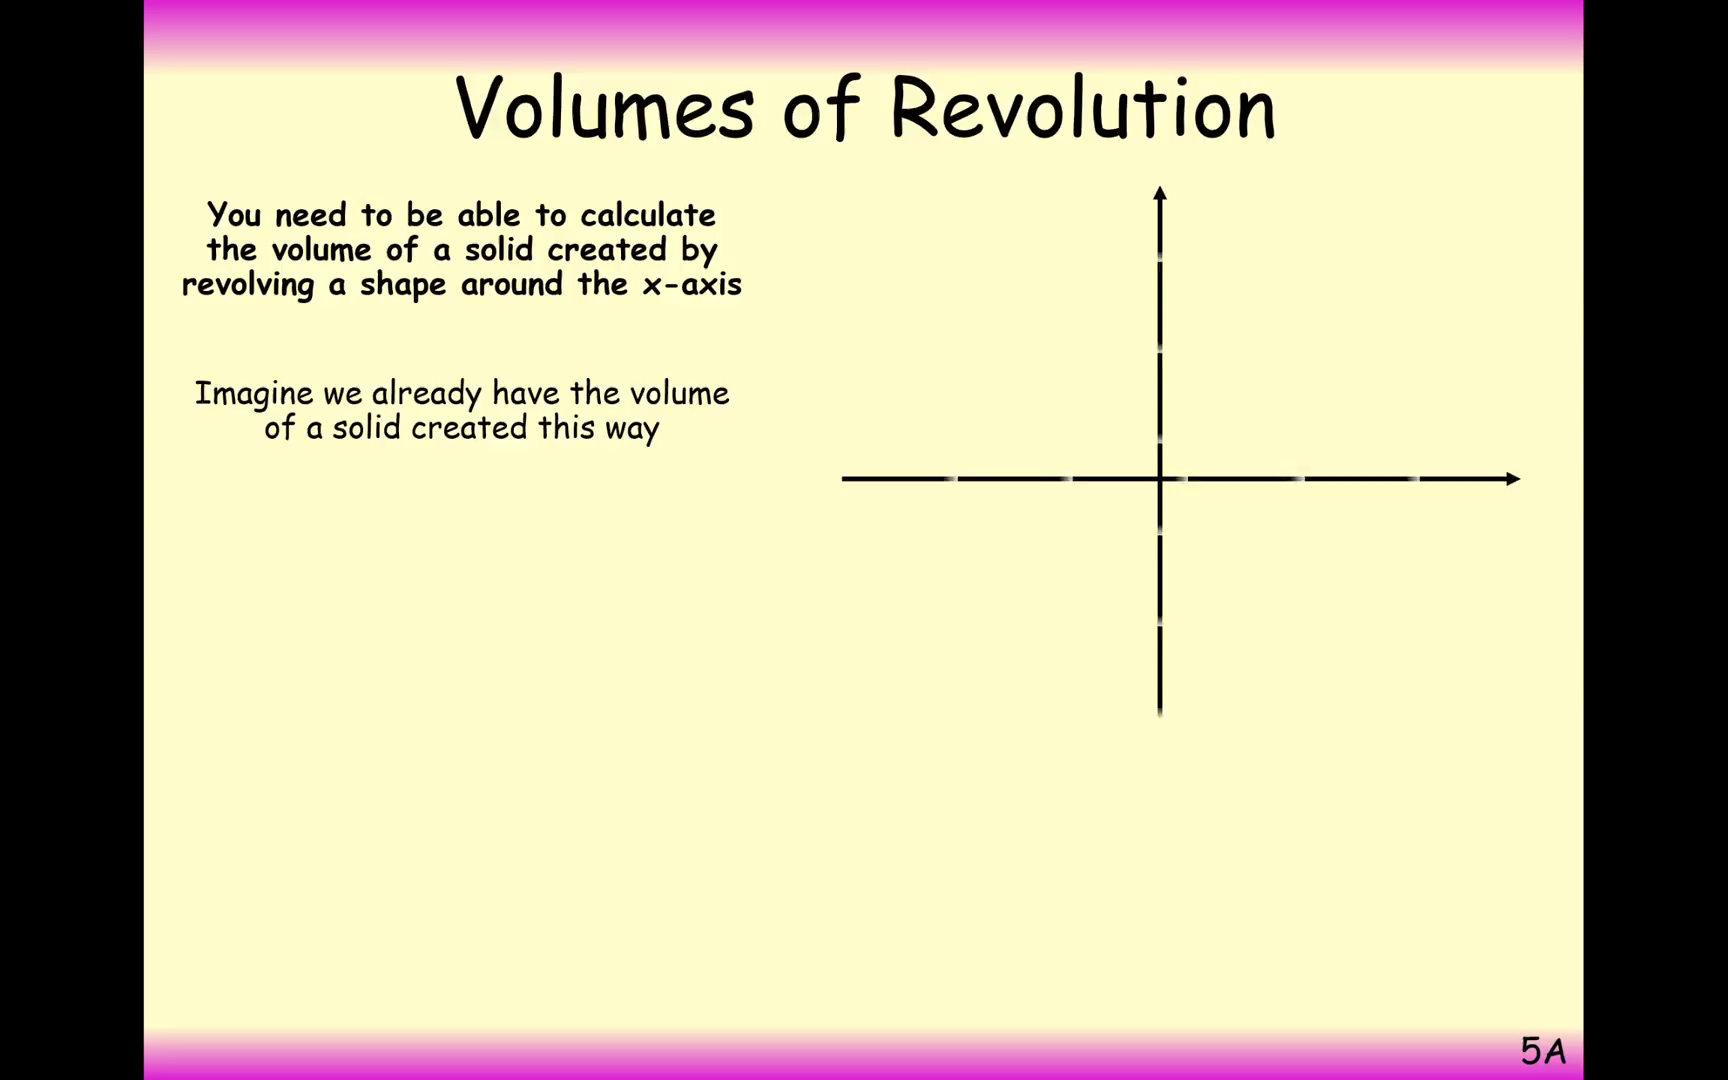 Volumes of Revolution
You need to be able to calculate
the volume of a solid created by
revolving a shape around the x-axis
Imagine we already have the volume
of a solid created this way
5A